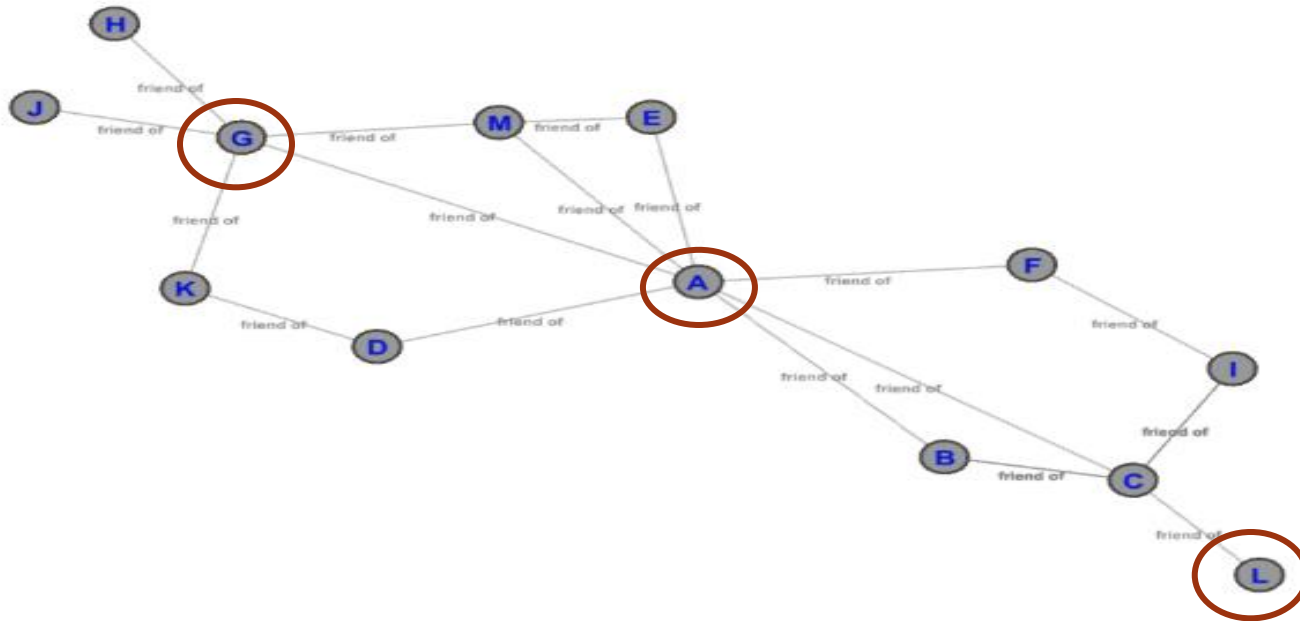 H
friend of
J
friend of
G
friend of
M
friend of
E
friend of
friend of
friend of
friend of
K
A
F
friend of
friend of
friend of
friend of
D
I
friend of
friend of
friend of
B
friend of
C
friend of
L